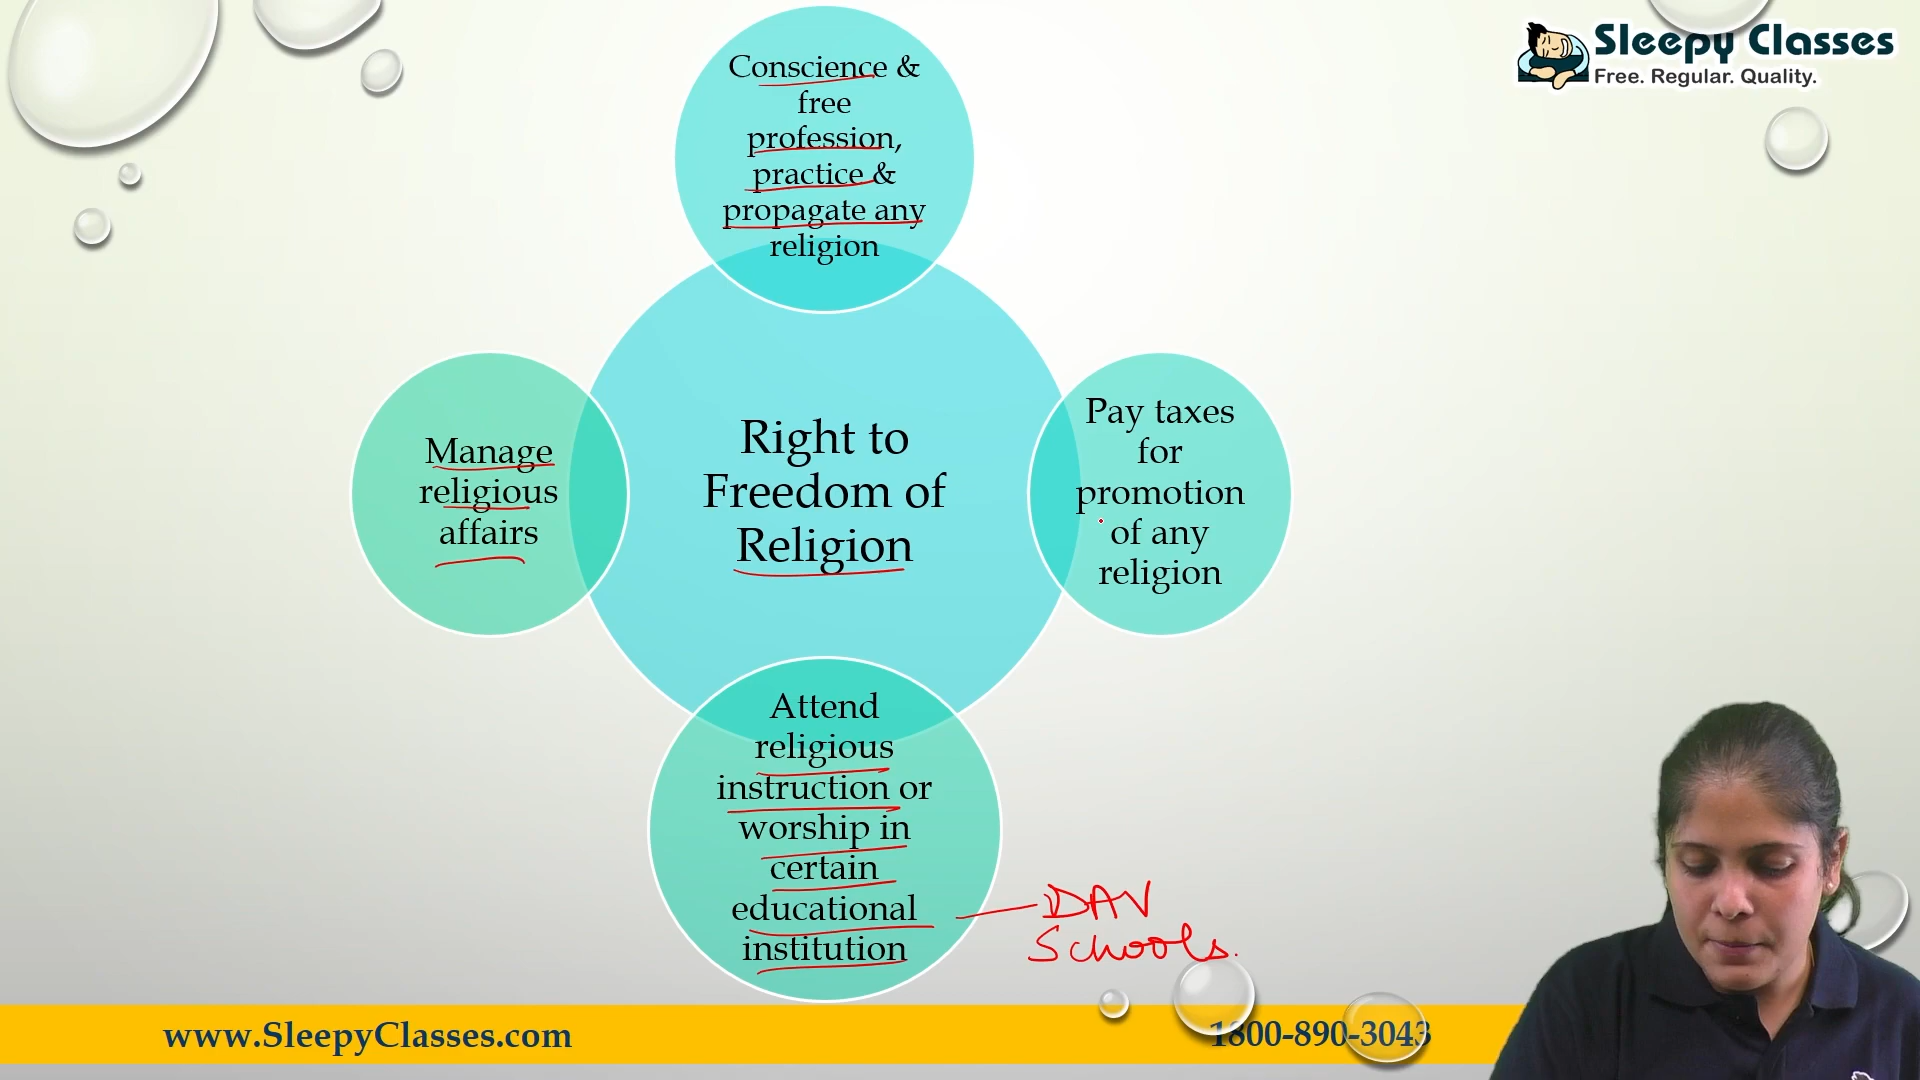 Sleepy Classes
Free. Regular. Quality.
Conscience &
free
profession,
practice &
propagate any
religion
Manage
religious
affairs
Right to
Freedom of
Religion
Pay taxes
for
promotion
of any
religion
Attend
religious
instruction or
worship in
certain
educational
institution
DAV
Schools.
www.SleepyClasses.com
1800-890-3043